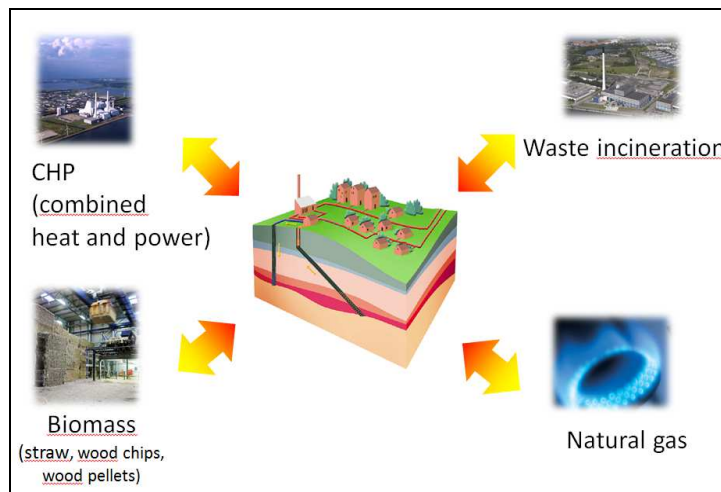 CHP
(combined
heat and power)
Waste incineration
Biomass
(straw, wood chips,
wood pellets)
Natural gas